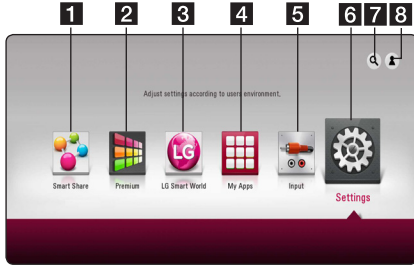 1 2 3 4 5 6 7 8
Adjust settings according to users environment.
LG
Smart Share Premium LG Smart World My Apps Input Settings